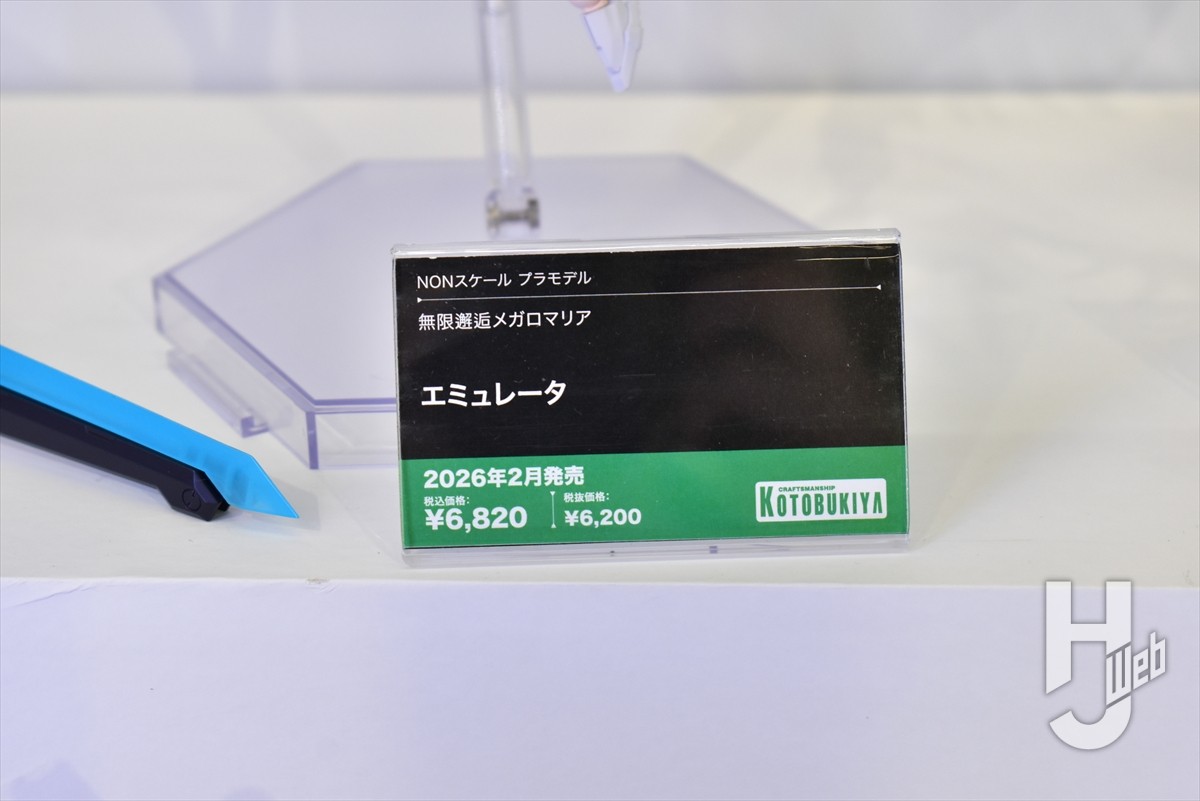 NONスケール プラモデル
無限邂逅メガロマリア
エミュレータ
2026年2月発売
税込価格:
¥6,820
税抜価格:
¥6,200
CRAFTSMANSHIP
KOTOBUKIYA
HJ Web